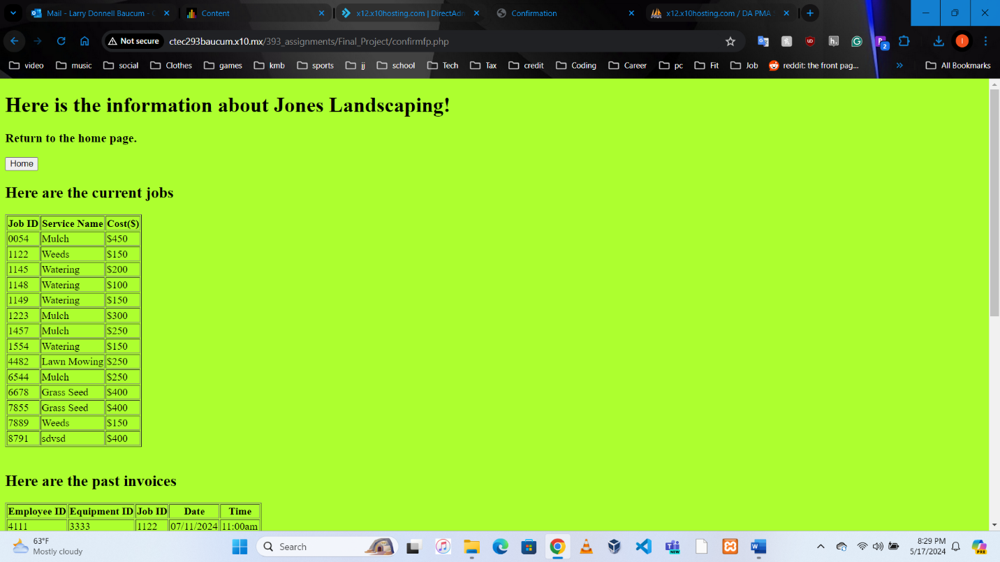 Mail - Larry Donnell Baucum - C
Content
x12.x10hosting.com | DirectAdm
Confirmation
x12.x10hosting.com / DA PMA S
Not secure
ctec293baucum.x10.mx/393_assignments/Final_Project/confirmfp.php
video music social Clothes games kmb sports jj school Tech Tax credit Coding Career pc Fit Job reddit: the front pag... » All Bookmarks
Here is the information about Jones Landscaping!
Return to the home page.
Home
Here are the current jobs
Job ID Service Name Cost($)
0054 Mulch $450
1122 Weeds $150
1145 Watering $200
1148 Watering $100
1149 Watering $150
1223 Mulch $300
1457 Mulch $250
1554 Watering $150
4482 Lawn Mowing $250
6544 Mulch $250
6678 Grass Seed $400
7855 Grass Seed $400
7889 Weeds $150
8791 sdvsd $400
Here are the past invoices
Employee ID Equipment ID Job ID Date Time
4111 3333 1122 07/11/2024 11:00am
63°F
Mostly cloudy
Search
8:29 PM
5/17/2024